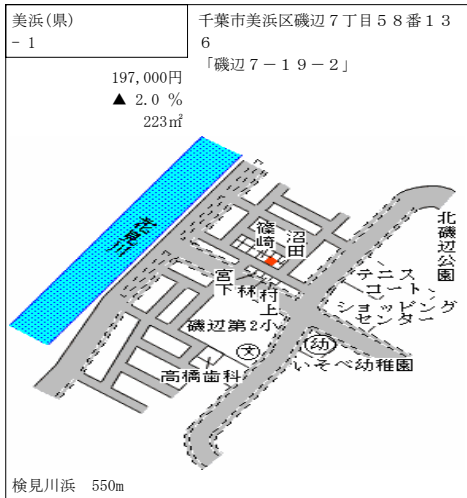 美浜(県)
- 1
千葉市美浜区磯辺７丁目５８番１３
６
「磯辺７－１９－２」
197,000円
▲ 2.0 %
223㎡
花見川
篠崎
沼田
北磯辺公園
宮下
林
村上
テニス
コート
ショッピング
センター
磯辺第2小
文
幼
いそべ幼稚園
高橋歯科
検見川浜　550m